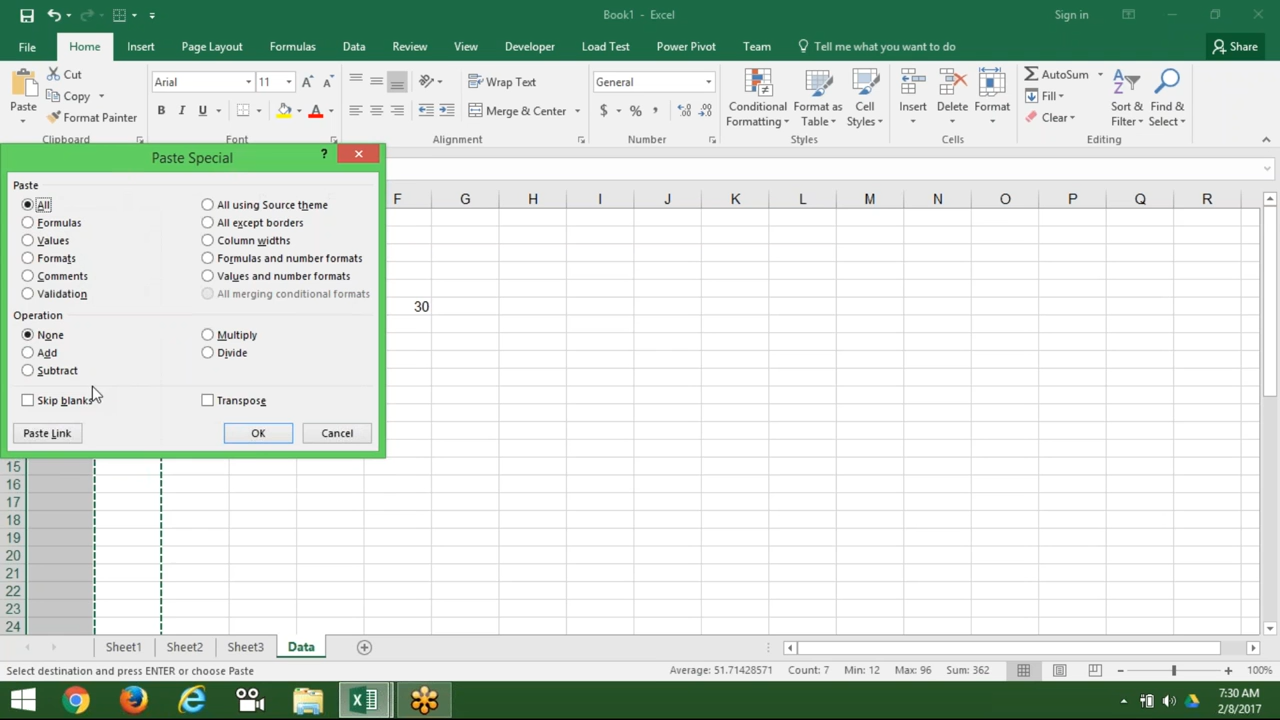 Book1 - Excel
Sign in
File
Home
Insert
Page Layout
Formulas
Data
Review
View
Developer
Load Test
Power Pivot
Team
Tell me what you want to do
Share
Paste
Cut
Copy
Format Painter
Clipboard
Arial
11
B I U
Font
Wrap Text
Merge & Center
Alignment
General
$ % ,
Number
Conditional Formatting
Format as Table
Cell Styles
Styles
Insert
Delete
Format
Cells
AutoSum
Fill
Clear
Sort & Filter
Find & Select
Editing
Paste Special
?
Paste
All
Formulas
Values
Formats
Comments
Validation
All using Source theme
All except borders
Column widths
Formulas and number formats
Values and number formats
All merging conditional formats
Operation
None
Add
Subtract
Multiply
Divide
Skip blanks
Transpose
Paste Link
OK
Cancel
F G H I J K L M N O P Q R
30
15
16
17
18
19
20
21
22
23
24
Sheet1
Sheet2
Sheet3
Data
Select destination and press ENTER or choose Paste
Average: 51.71428571
Count: 7
Min: 12
Max: 96
Sum: 362
100%
7:30 AM
2/8/2017